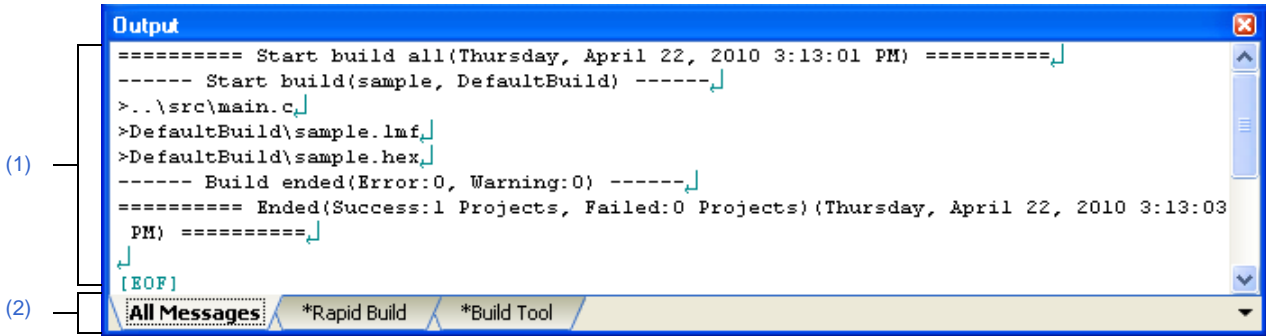 Output
========== Start build all(Thursday, April 22, 2010 3:13:01 PM) ==========
------ Start build(sample, DefaultBuild) ------
>..\src\main.c
>DefaultBuild\sample.lmf
>DefaultBuild\sample.hex
------ Build ended(Error:0, Warning:0) ------
========== Ended(Success:1 Projects, Failed:0 Projects)(Thursday, April 22, 2010 3:13:03
PM) ==========
[EOF]
(1)
(2)
All Messages *Rapid Build *Build Tool